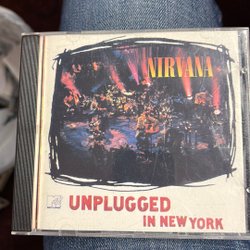 NIRVANA
UNPLUGGED
IN NEW YORK